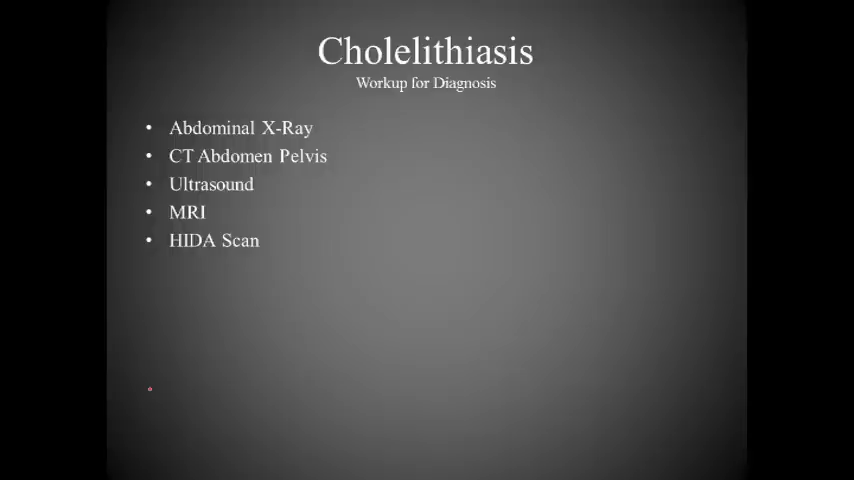 Cholelithiasis
Workup for Diagnosis
• Abdominal X-Ray
• CT Abdomen Pelvis
• Ultrasound
• MRI
• HIDA Scan